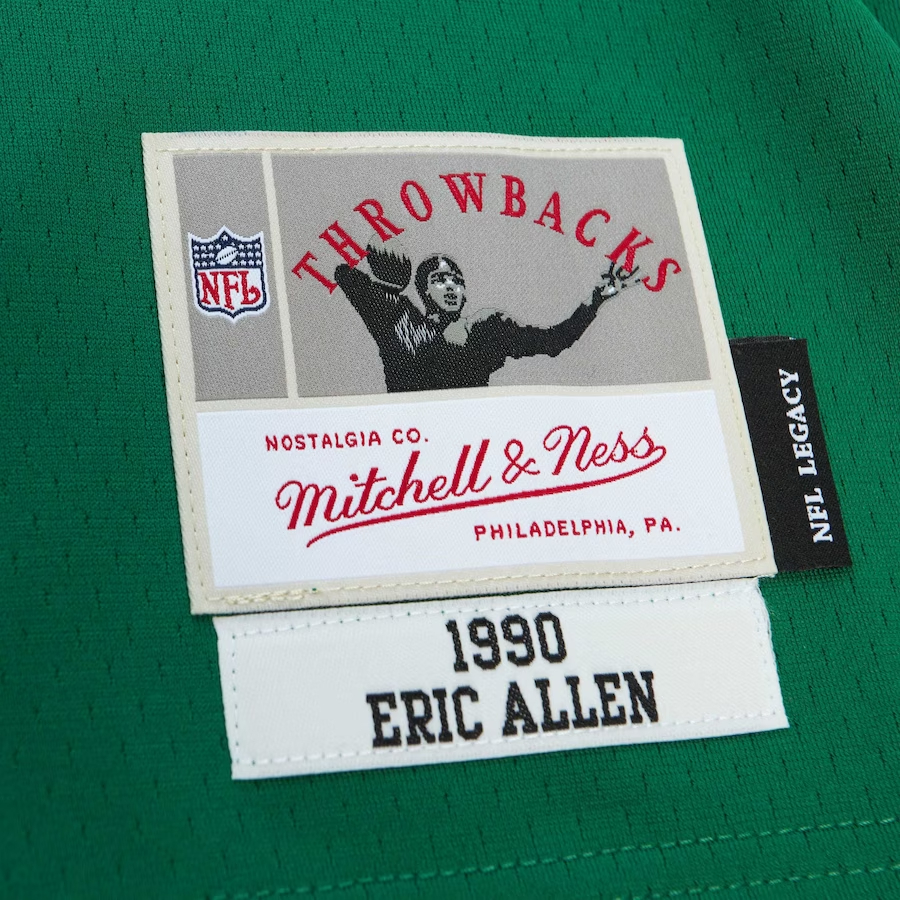 THROWBACKS
NFL
NOSTALGIA CO.
Mitchell & Ness
PHILADELPHIA, PA.
NFL LEGACY
1990
ERIC ALLEN